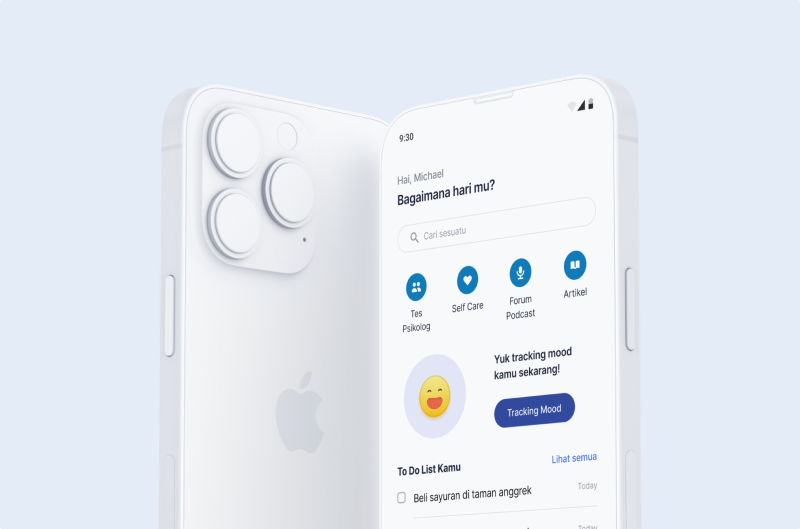 9:30
Hai, Michael
Bagaimana hari mu?
Cari sesuatu
Tes
Psikolog
Self Care
Forum
Podcast
Artikel
Yuk tracking mood
kamu sekarang!
Tracking Mood
To Do List Kamu
Lihat semua
Beli sayuran di taman anggrek
Today
Today